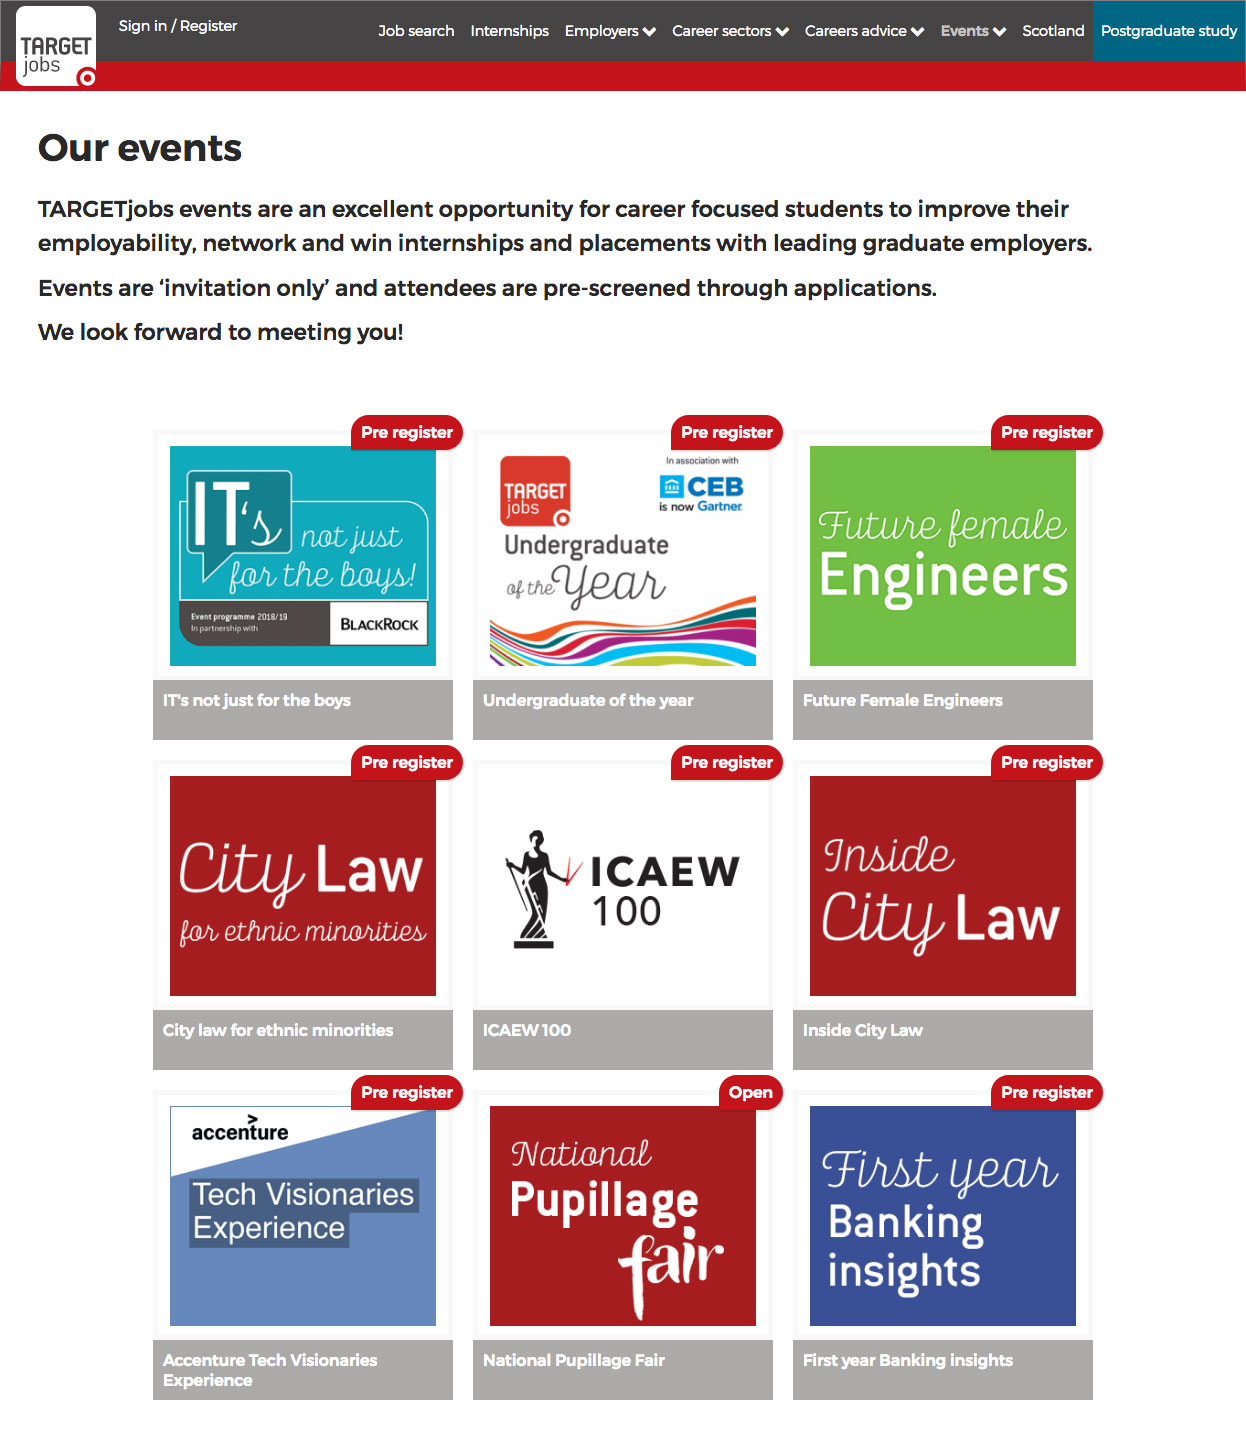 TARGET
jobs
Sign in / Register
Job search Internships Employers Career sectors Careers advice Events Scotland Postgraduate study
Our events
TARGETjobs events are an excellent opportunity for career focused students to improve their
employability, network and win internships and placements with leading graduate employers.
Events are ‘invitation only’ and attendees are pre-screened through applications.
We look forward to meeting you!
Pre register
IT's not just
for the boys!
Event programme 2018/19
In partnership with
BLACKROCK
IT's not just for the boys
Pre register
In association with
CEB
is now Gartner
TARGET
jobs
Undergraduate
of the Year
Undergraduate of the year
Pre register
Future female
Engineers
Future Female Engineers
Pre register
City Law
for ethnic minorities
City law for ethnic minorities
Pre register
ICAEW
100
ICAEW 100
Pre register
Inside
City Law
Inside City Law
Pre register
accenture
Tech Visionaries
Experience
Accenture Tech Visionaries
Experience
Open
National
Pupillage
fair
National Pupillage Fair
Pre register
First year
Banking
insights
First year Banking insights